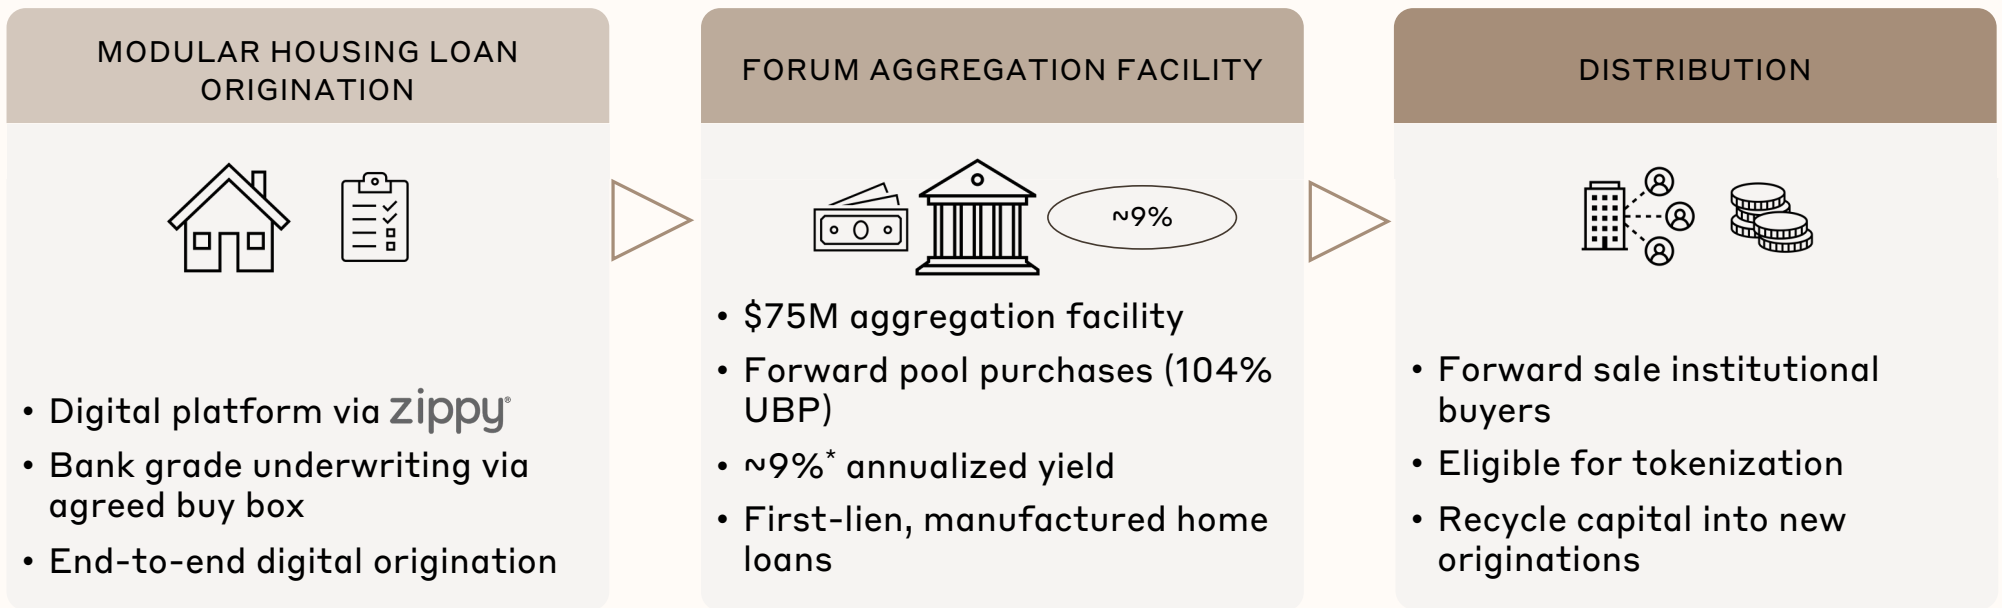 MODULAR HOUSING LOAN
ORIGINATION
• Digital platform via zippy®
• Bank grade underwriting via
agreed buy box
• End-to-end digital origination
FORUM AGGREGATION FACILITY
~9%
• $75M aggregation facility
• Forward pool purchases (104%
UBP)
• ~9%* annualized yield
• First-lien, manufactured home
loans
DISTRIBUTION
• Forward sale institutional
buyers
• Eligible for tokenization
• Recycle capital into new
originations